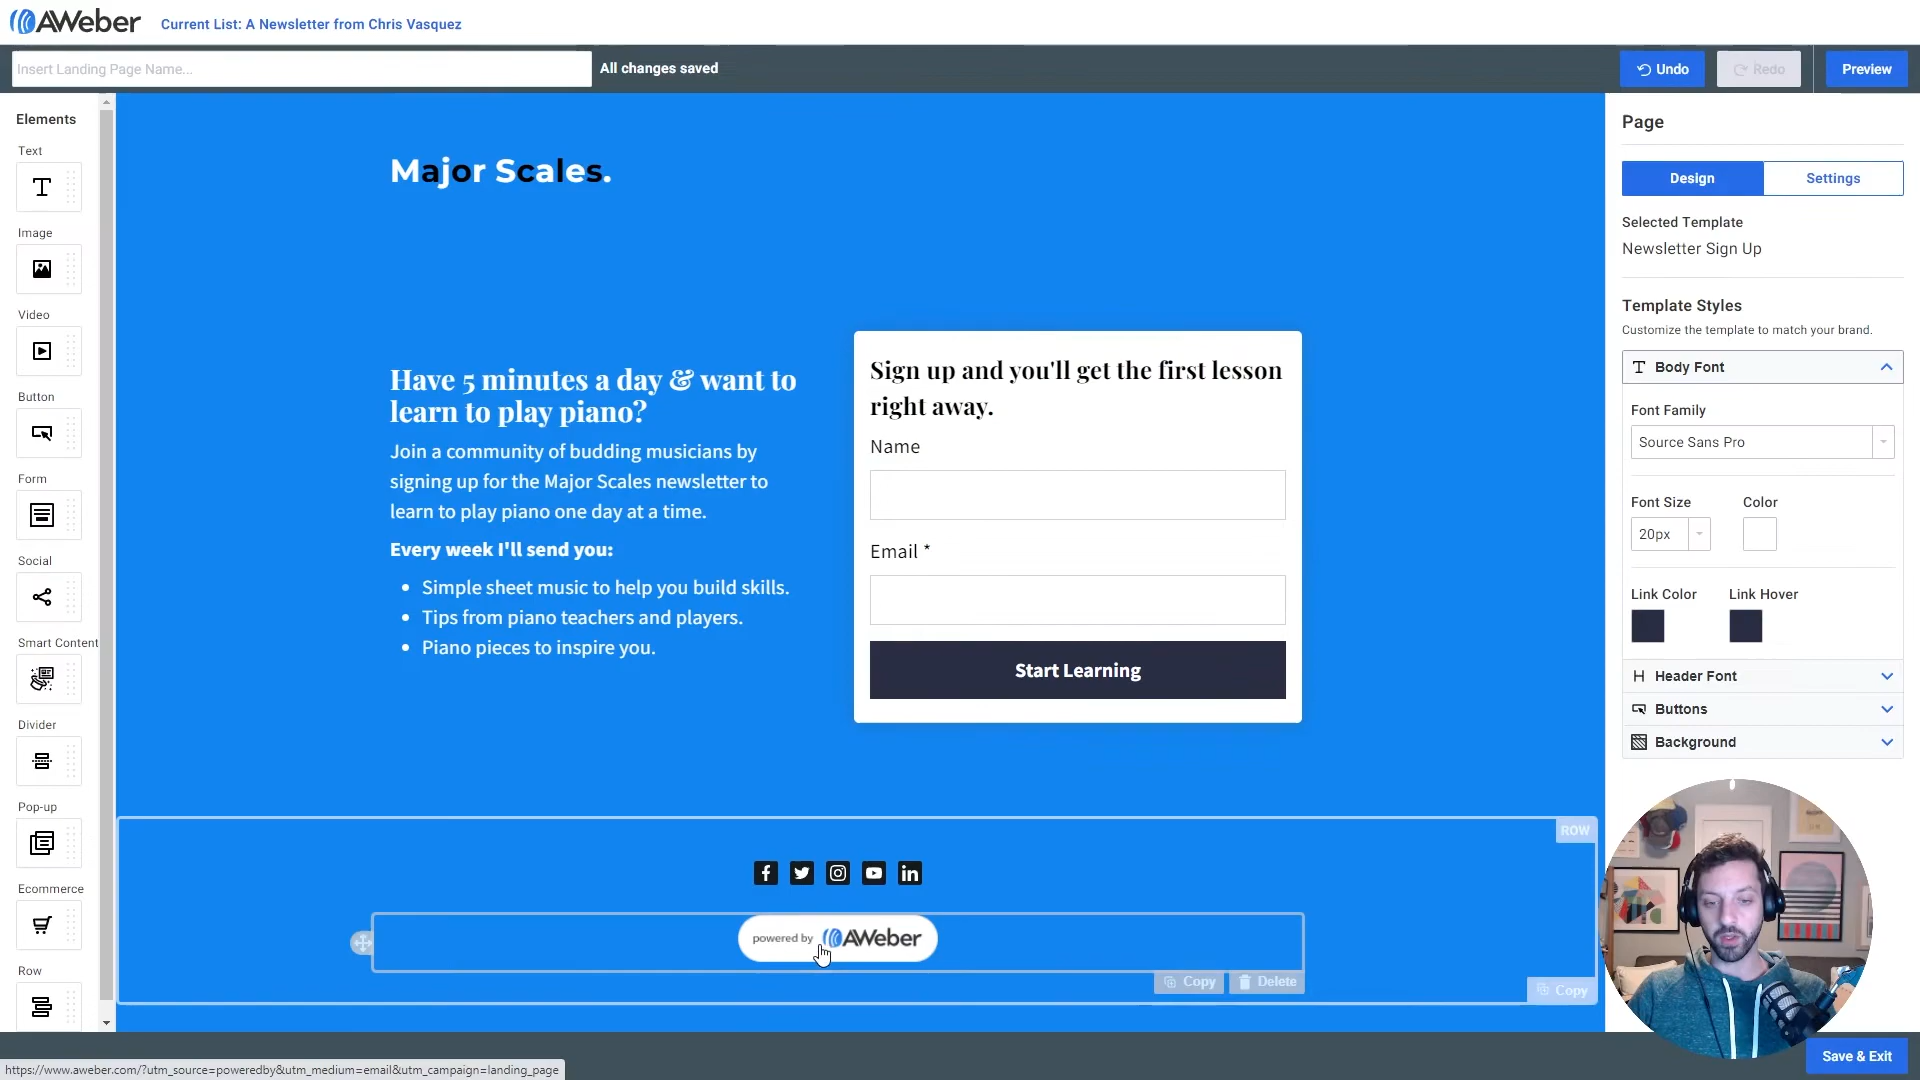 AWeber
Current List: A Newsletter from Chris Vasquez
Insert Landing Page Name...
All changes saved
Undo
Redo
Preview
Elements
Text
Image
Video
Button
Form
Social
Smart Content
Divider
Pop-up
Ecommerce
Row
Major Scales.
Have 5 minutes a day & want to
learn to play piano?
Join a community of budding musicians by
signing up for the Major Scales newsletter to
learn to play piano one day at a time.
Every week I'll send you:
• Simple sheet music to help you build skills.
• Tips from piano teachers and players.
• Piano pieces to inspire you.
Sign up and you'll get the first lesson
right away.
Name
Email *
Start Learning
ROW
powered by AWeber
Copy
Delete
Copy
Page
Design
Settings
Selected Template
Newsletter Sign Up
Template Styles
Customize the template to match your brand.
Body Font
Font Family
Source Sans Pro
Font Size
Color
20px
Link Color
Link Hover
Header Font
Buttons
Background
Save & Exit
https://www.aweber.com/?utm_source=poweredby&utm_medium=email&utm_campaign=landing_page